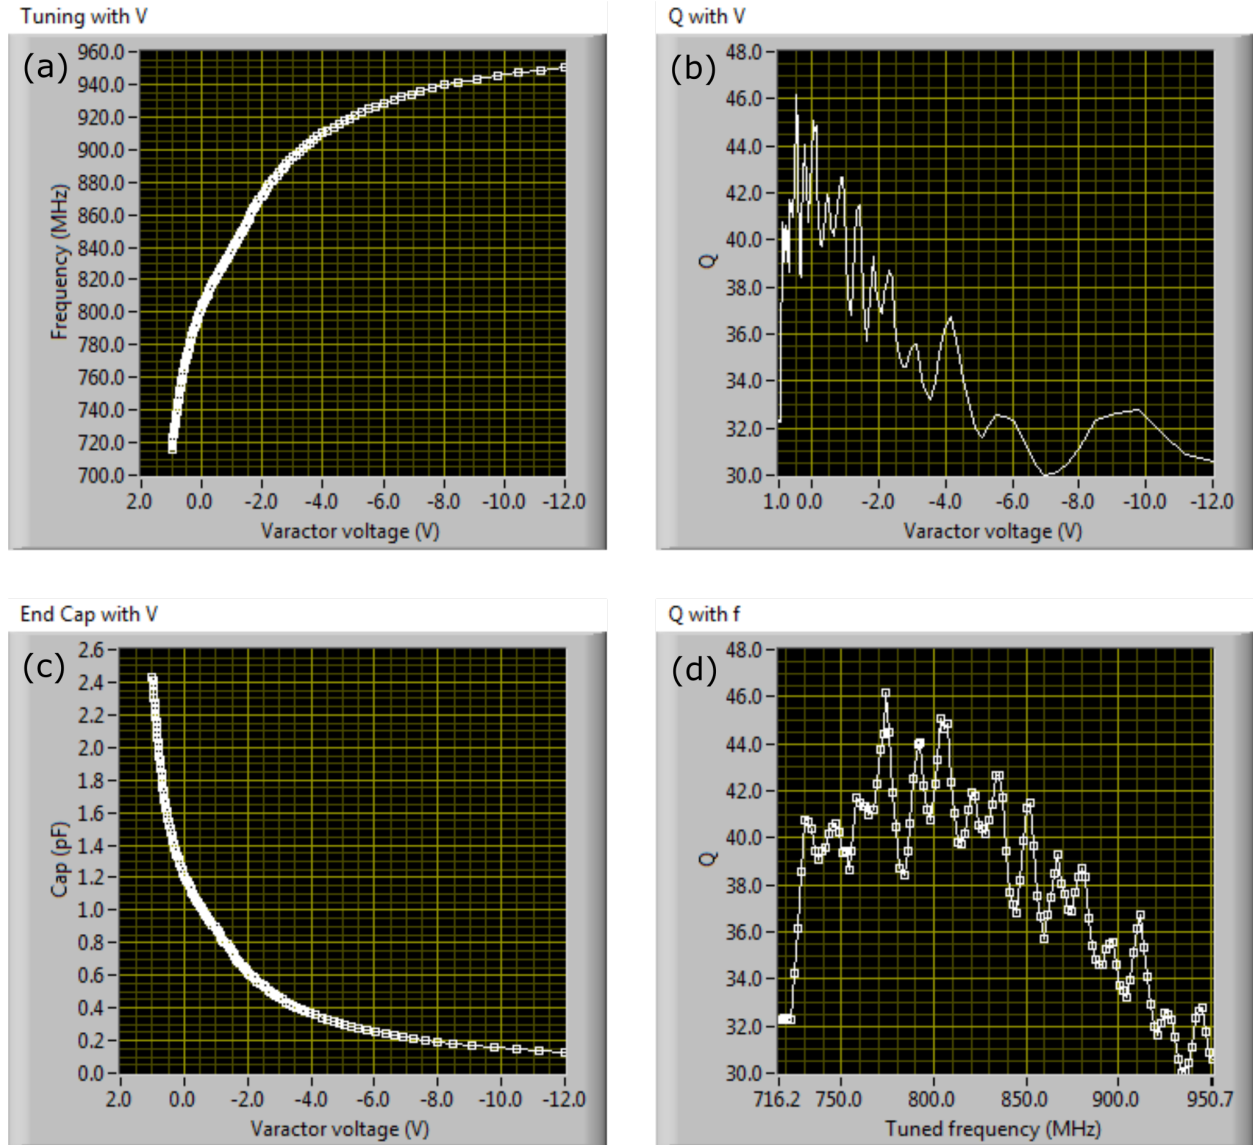 Tuning with V
(a)
960.0
940.0
920.0
900.0
880.0
860.0
840.0
820.0
800.0
780.0
760.0
740.0
720.0
700.0
Frequency (MHz)
2.0 0.0 -2.0 -4.0 -6.0 -8.0 -10.0 -12.0
Varactor voltage (V)
Q with V
(b)
48.0
46.0
44.0
42.0
40.0
38.0
36.0
34.0
32.0
30.0
Q
1.0 0.0 -2.0 -4.0 -6.0 -8.0 -10.0 -12.0
Varactor voltage (V)
End Cap with V
(c)
2.6
2.4
2.2
2.0
1.8
1.6
1.4
1.2
1.0
0.8
0.6
0.4
0.2
0.0
Cap (pF)
2.0 0.0 -2.0 -4.0 -6.0 -8.0 -10.0 -12.0
Varactor voltage (V)
Q with f
(d)
48.0
46.0
44.0
42.0
40.0
38.0
36.0
34.0
32.0
30.0
Q
716.2 750.0 800.0 850.0 900.0 950.7
Tuned frequency (MHz)